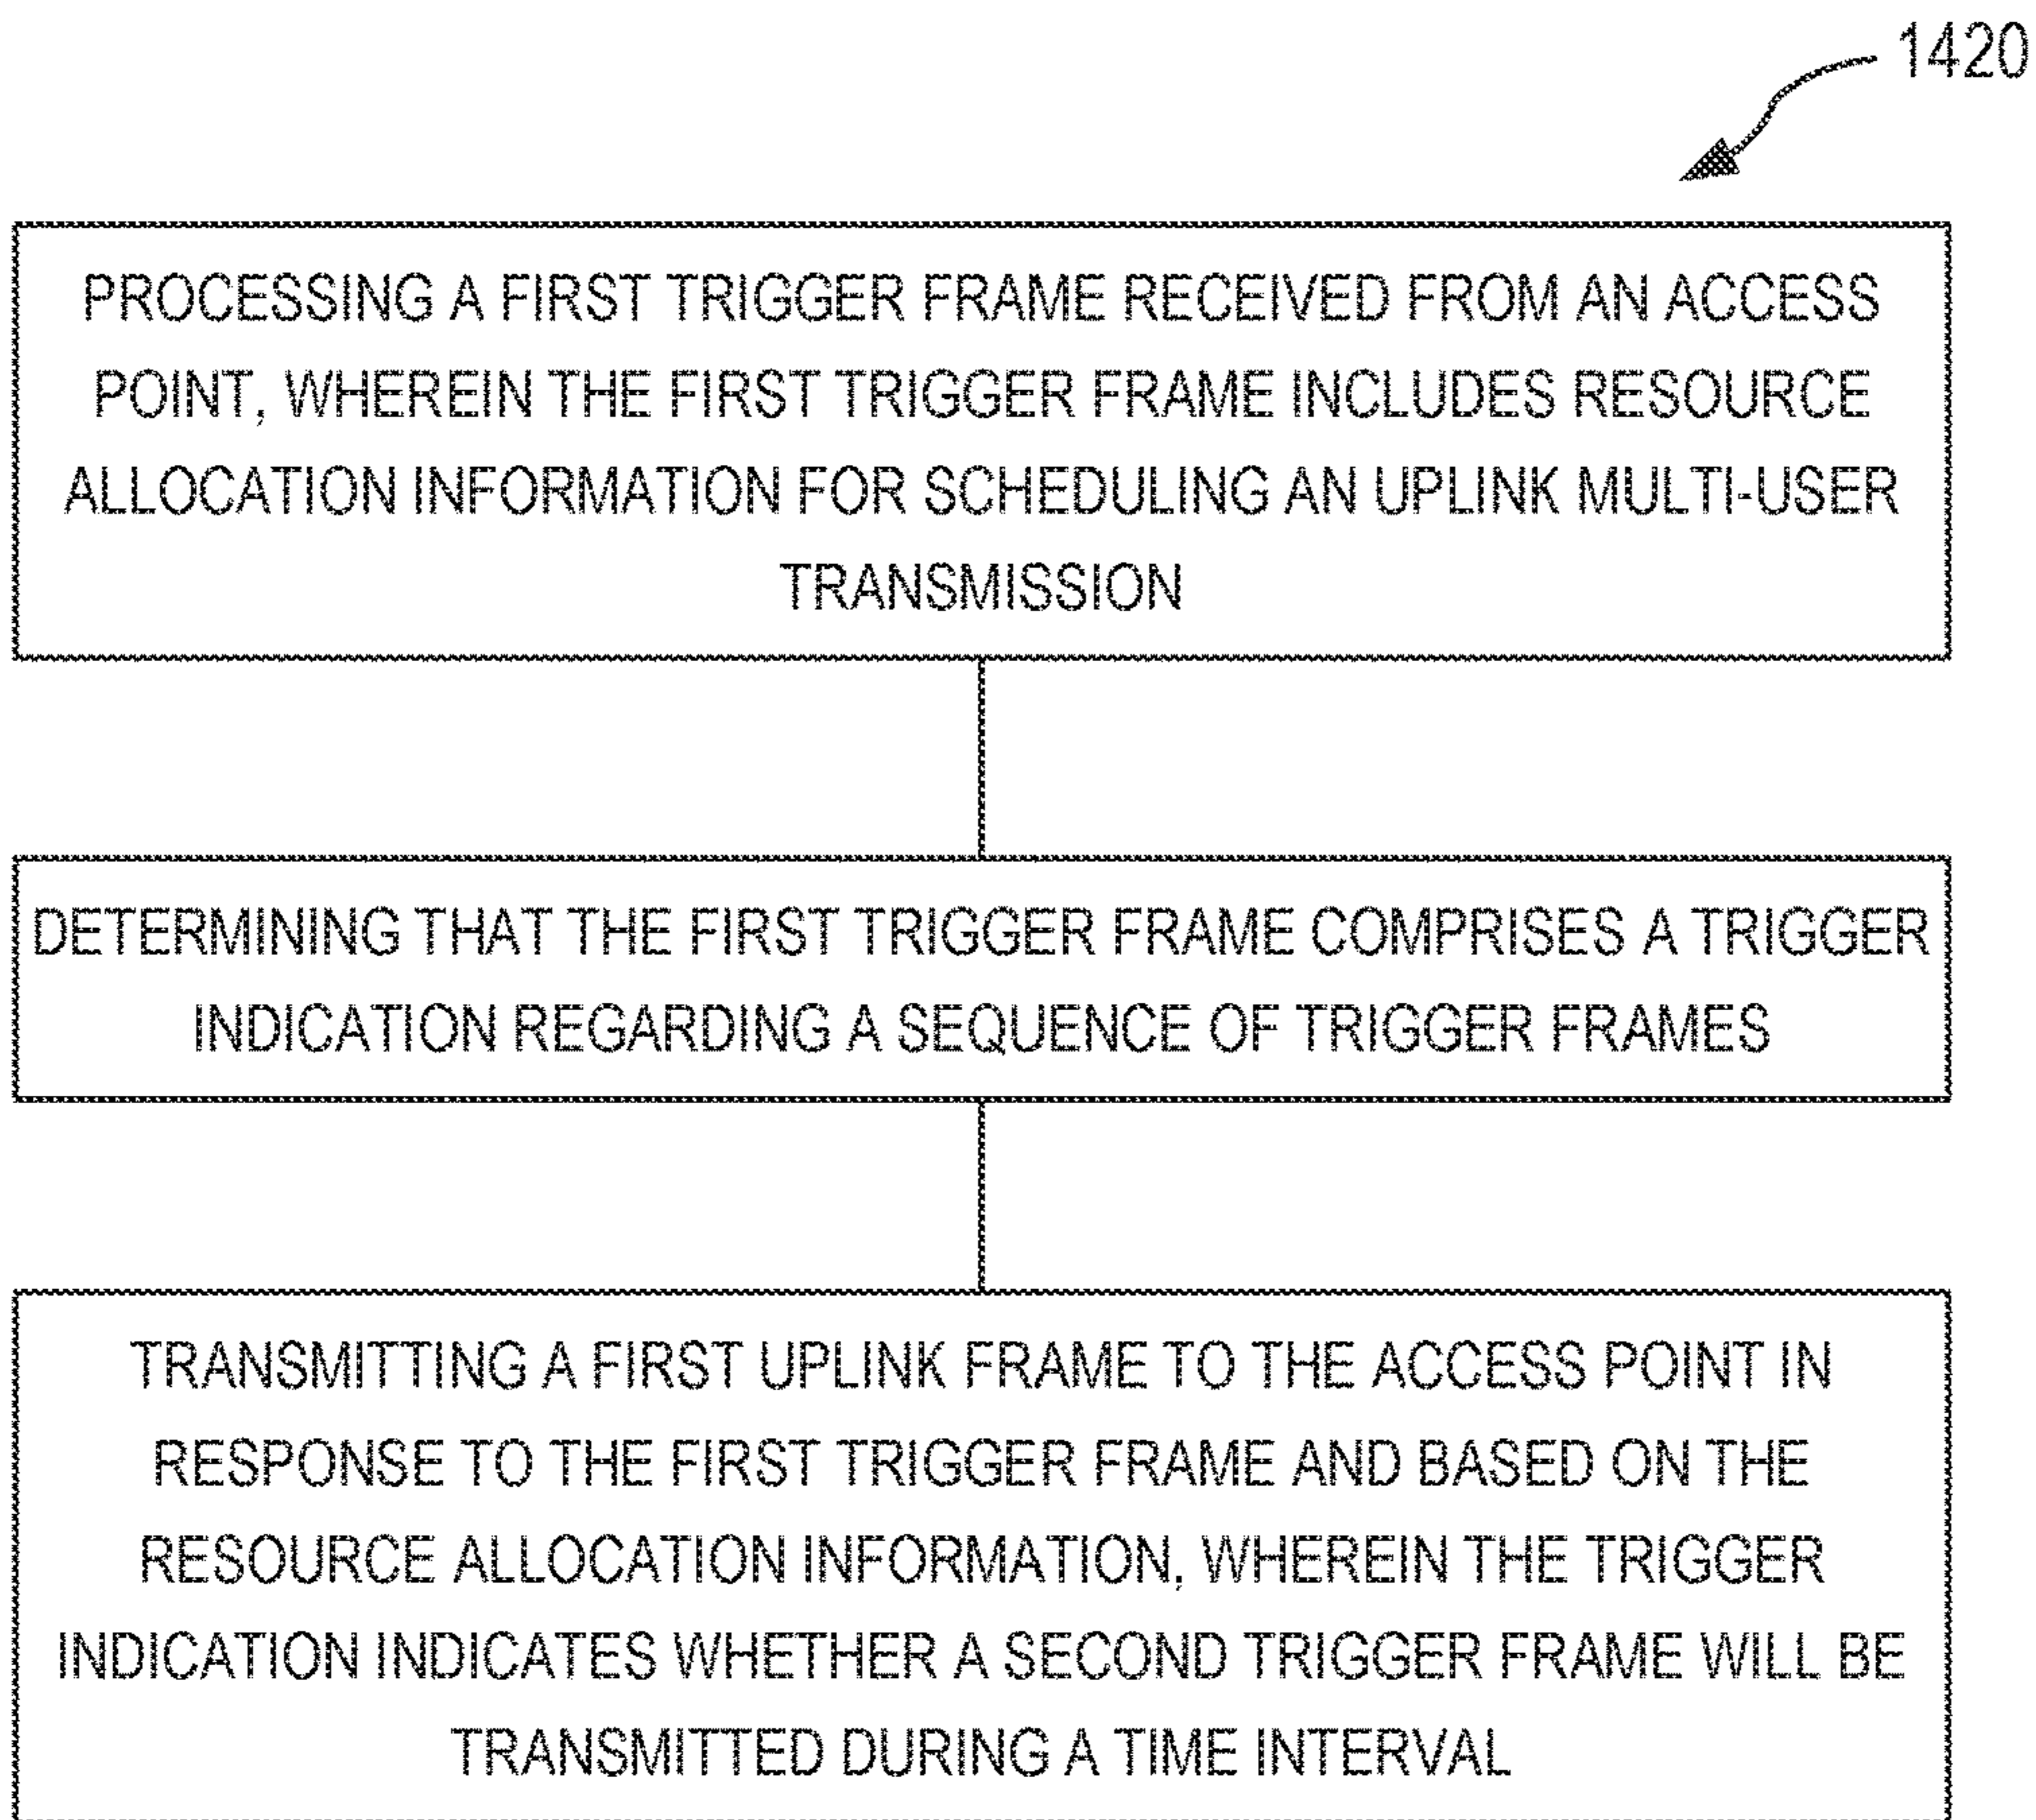 1420
PROCESSING A FIRST TRIGGER FRAME RECEIVED FROM AN ACCESS
POINT, WHEREIN THE FIRST TRIGGER FRAME INCLUDES RESOURCE
ALLOCATION INFORMATION FOR SCHEDULING AN UPLINK MULTI-USER
TRANSMISSION
DETERMINING THAT THE FIRST TRIGGER FRAME COMPRISES A TRIGGER
INDICATION REGARDING A SEQUENCE OF TRIGGER FRAMES
TRANSMITTING A FIRST UPLINK FRAME TO THE ACCESS POINT IN
RESPONSE TO THE FIRST TRIGGER FRAME AND BASED ON THE
RESOURCE ALLOCATION INFORMATION, WHEREIN THE TRIGGER
INDICATION INDICATES WHETHER A SECOND TRIGGER FRAME WILL BE
TRANSMITTED DURING A TIME INTERVAL